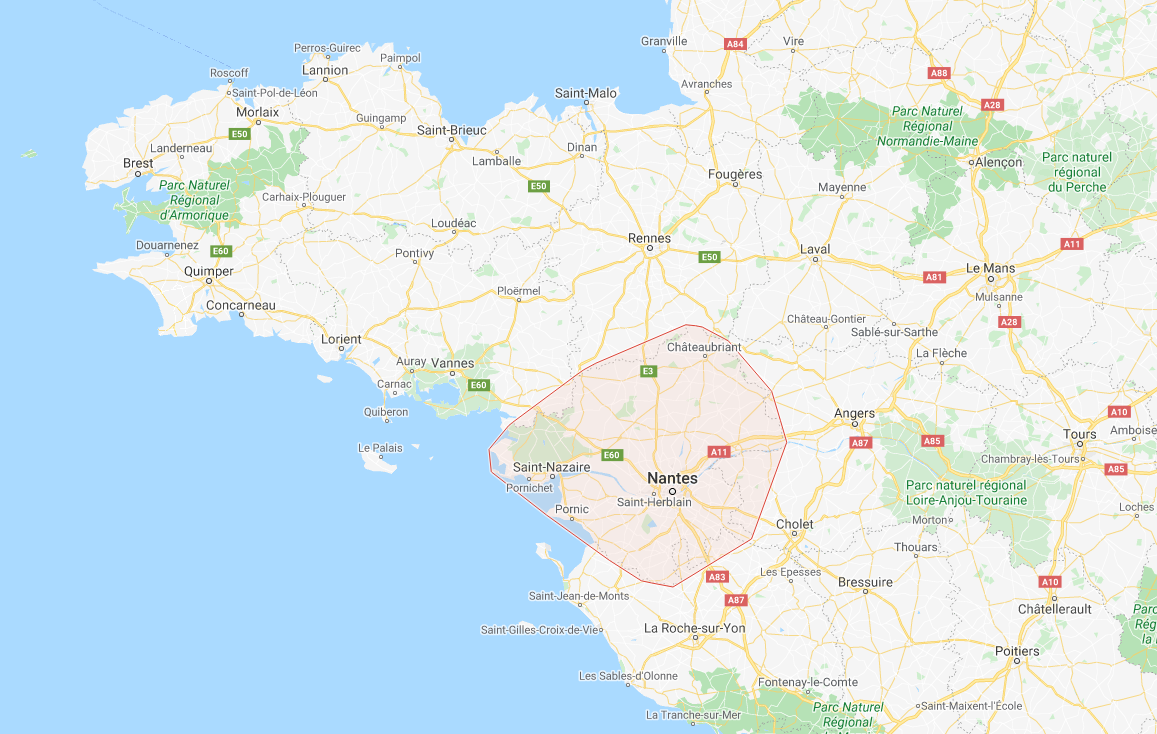 Granville
A84
Vire
Perros-Guirec
Paimpol
Lannion
Roscoff
A88
Saint-Pol-de-Léon
Avranches
Saint-Malo
A28
Morlaix
Guingamp
Parc Naturel
Régional
Normandie-Maine
E50
Saint-Brieuc
Landerneau
Dinan
Lamballe
Brest
Alençon
Parc naturel
régional
du Perche
Fougères
Parc Naturel
Régional
d'Armorique
E50
Mayenne
Carhaix-Plouguer
Loudéac
Rennes
Douarnenez
E60
Pontivy
E50
Laval
A11
Quimper
Le Mans
A81
Ploërmel
Mulsanne
Concarneau
Château-Gontier
A28
Sablé-sur-Sarthe
Lorient
Châteaubriant
La Flèche
Auray
Vannes
E3
Carnac
E60
Quiberon
Angers
A10
A87
A85
Tours
Amboise
Le Palais
E60
A11
Chambray-lès-Tours
Saint-Nazaire
A85
Pornichet
Nantes
Saint-Herblain
Parc naturel régional
Loire-Anjou-Touraine
Pornic
Loches
Cholet
Morton
Thouars
Les Epesses
A83
Bressuire
A10
Saint-Jean-de-Monts
A87
Châtellerault
Parc
Rég
la
Saint-Gilles-Croix-de-Vie
La Roche-sur-Yon
Poitiers
Les Sables-d'Olonne
Fontenay-le-Comte
La Tranche-sur-Mer
Parc Naturel
Régional
Saint-Maixent-l'École